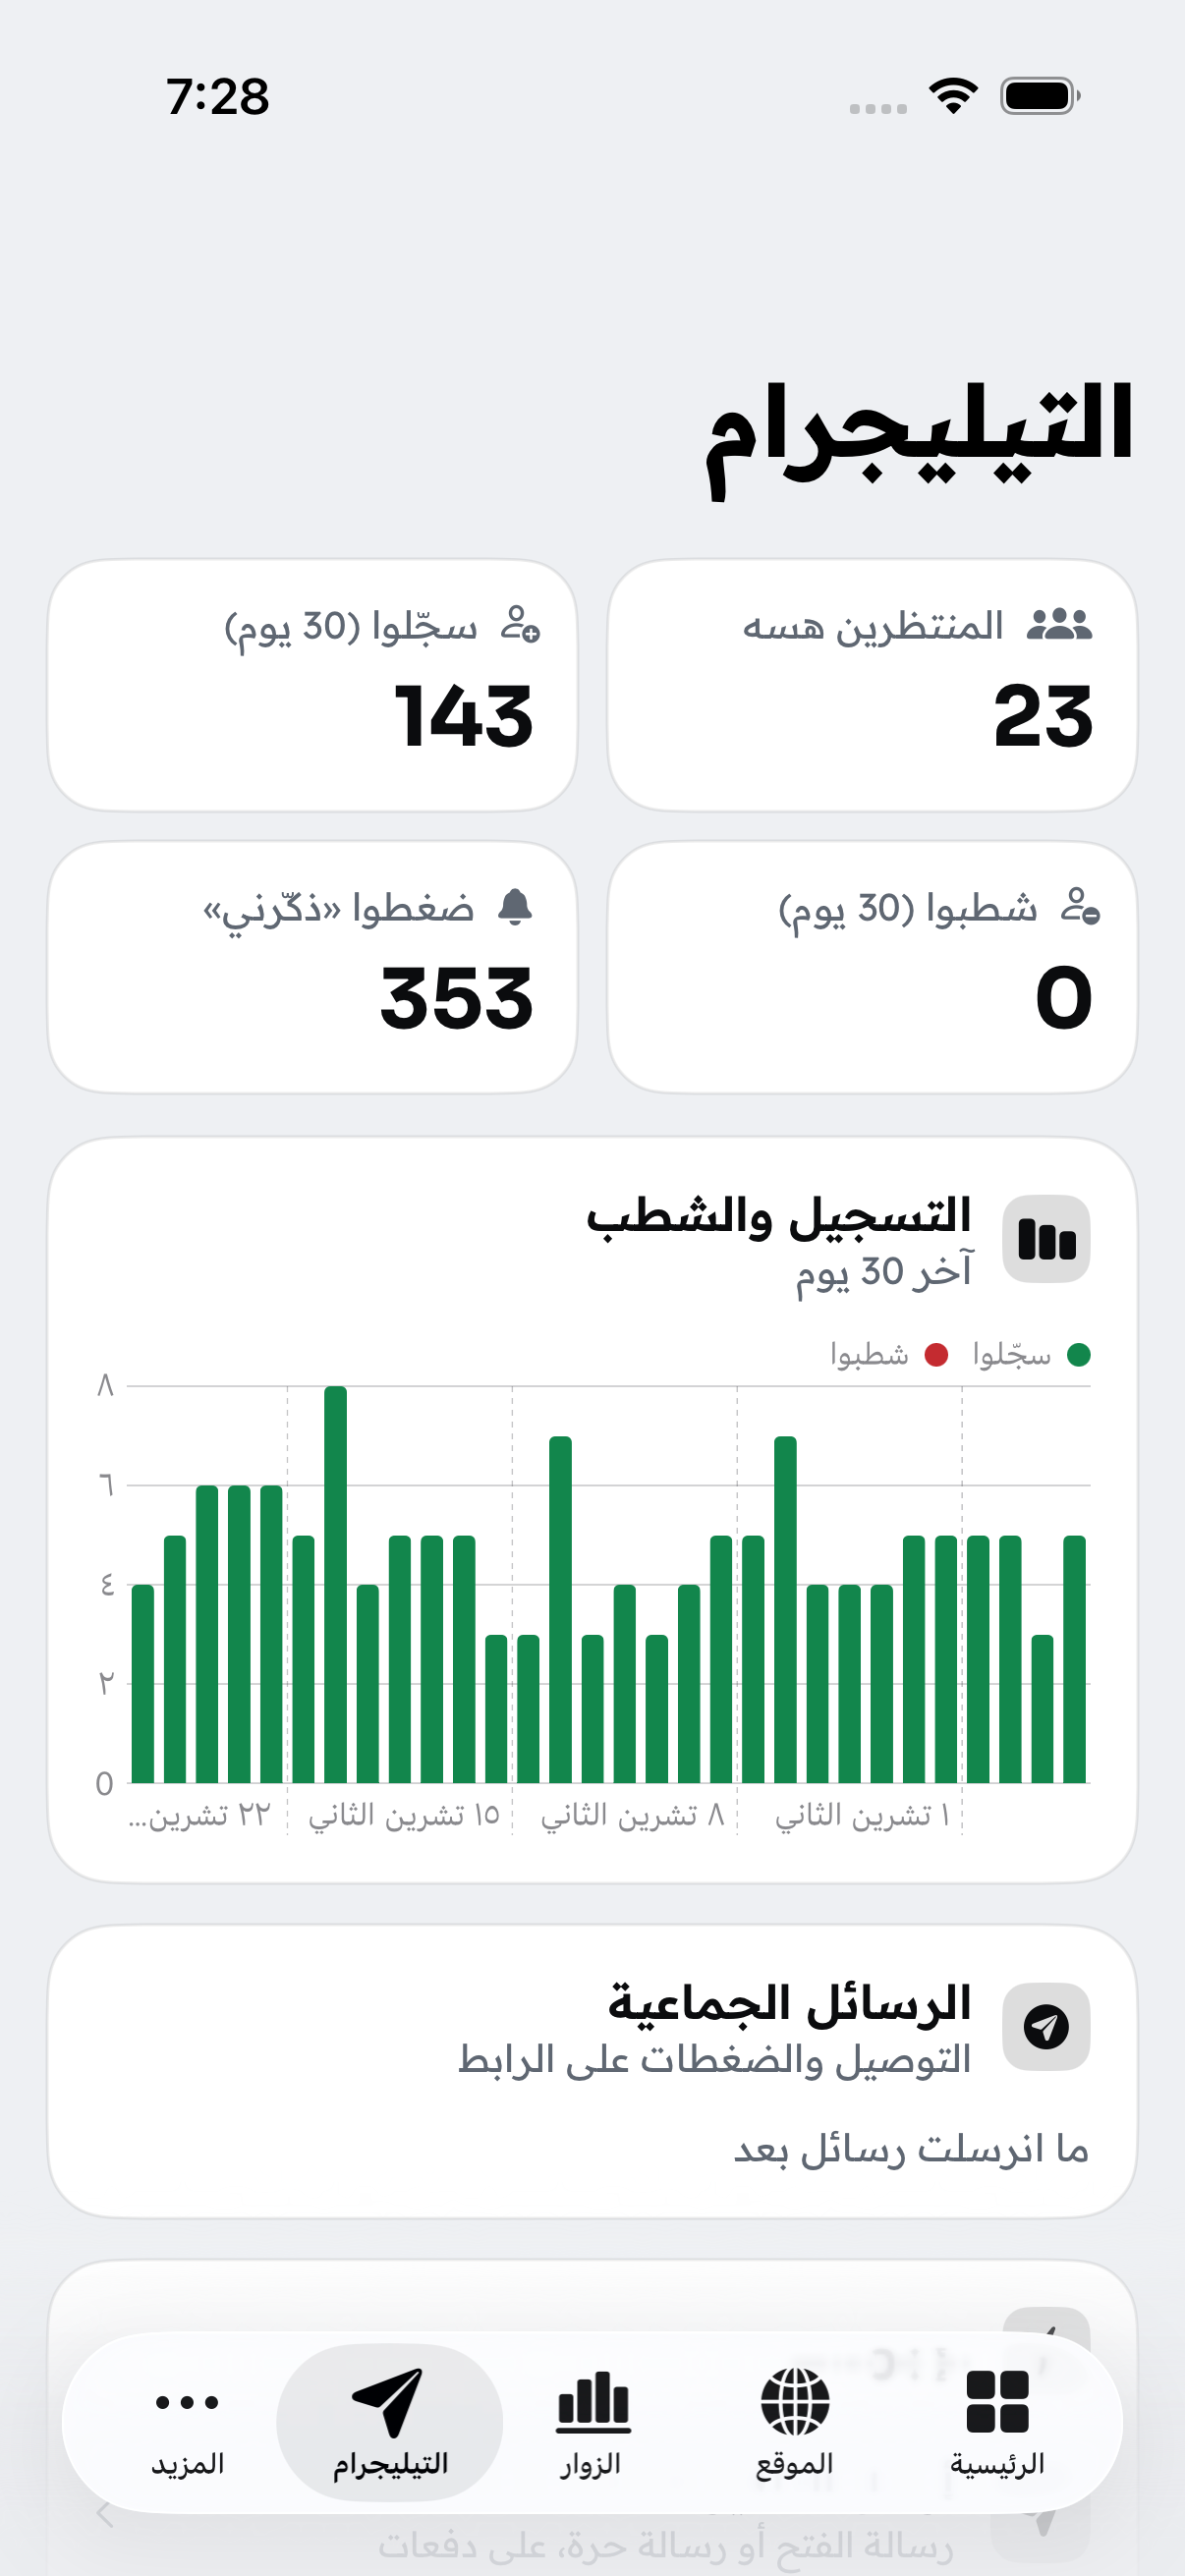 7:28
التيليجرام
المنتظرين هسه
23
سجّلوا (30 يوم)
143
شطبوا (30 يوم)
0
ضغطوا «ذكّرني»
353
التسجيل والشطب
آخر 30 يوم
سجّلوا
شطبوا
٨
٦
٤
٢
0
١ تشرين الثاني
٨ تشرين الثاني
١٥ تشرين الثاني
٢٢ تشرين...
الرسائل الجماعية
التوصيل والضغطات على الرابط
ما انرسلت رسائل بعد
الرئيسية
الموقع
الزوار
التيليجرام
المزيد
رسالة الفتح أو رسالة حرة، على دفعات